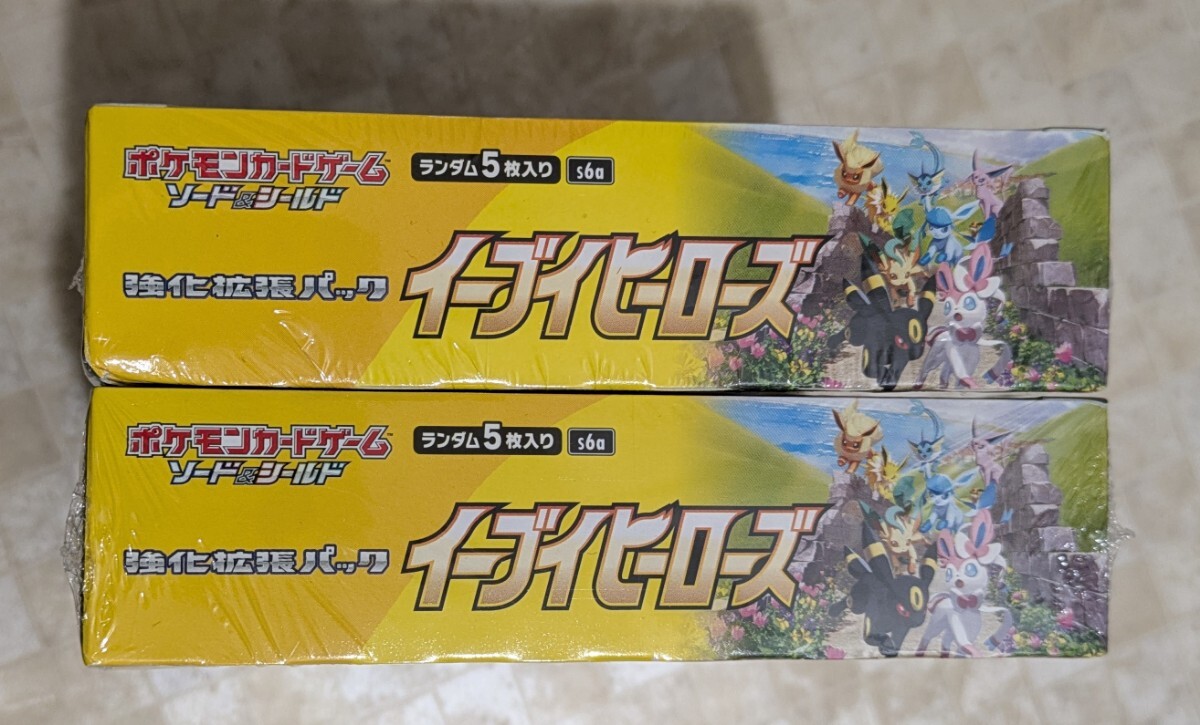 ポケモンカードゲーム
ソード&シールド
ランダム5枚入り s6a
強化拡張パック イーブイヒーローズ
ポケモンカードゲーム
ソード&シールド
ランダム5枚入り s6a
強化拡張パック イーブイヒーローズ